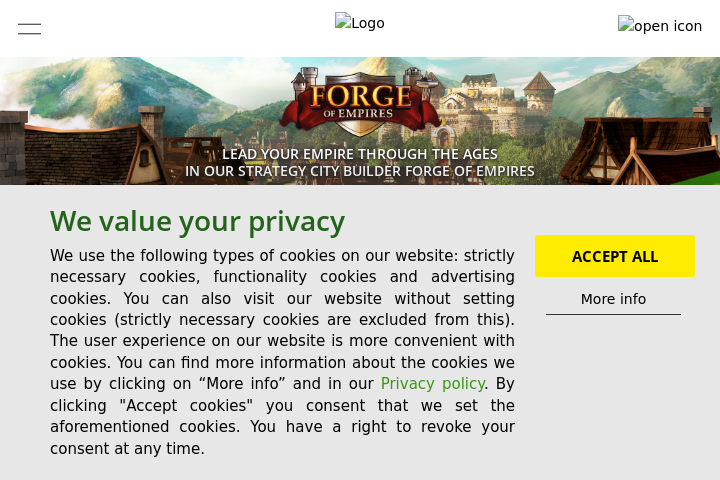 Logo
open icon
FORGE
OF EMPIRES
LEAD YOUR EMPIRE THROUGH THE AGES
IN OUR STRATEGY CITY BUILDER FORGE OF EMPIRES
We value your privacy
We use the following types of cookies on our website: strictly
necessary cookies, functionality cookies and advertising
cookies. You can also visit our website without setting
cookies (strictly necessary cookies are excluded from this).
The user experience on our website is more convenient with
cookies. You can find more information about the cookies we
use by clicking on “More info” and in our Privacy policy. By
clicking "Accept cookies" you consent that we set the
aforementioned cookies. You have a right to revoke your
consent at any time.
ACCEPT ALL
More info